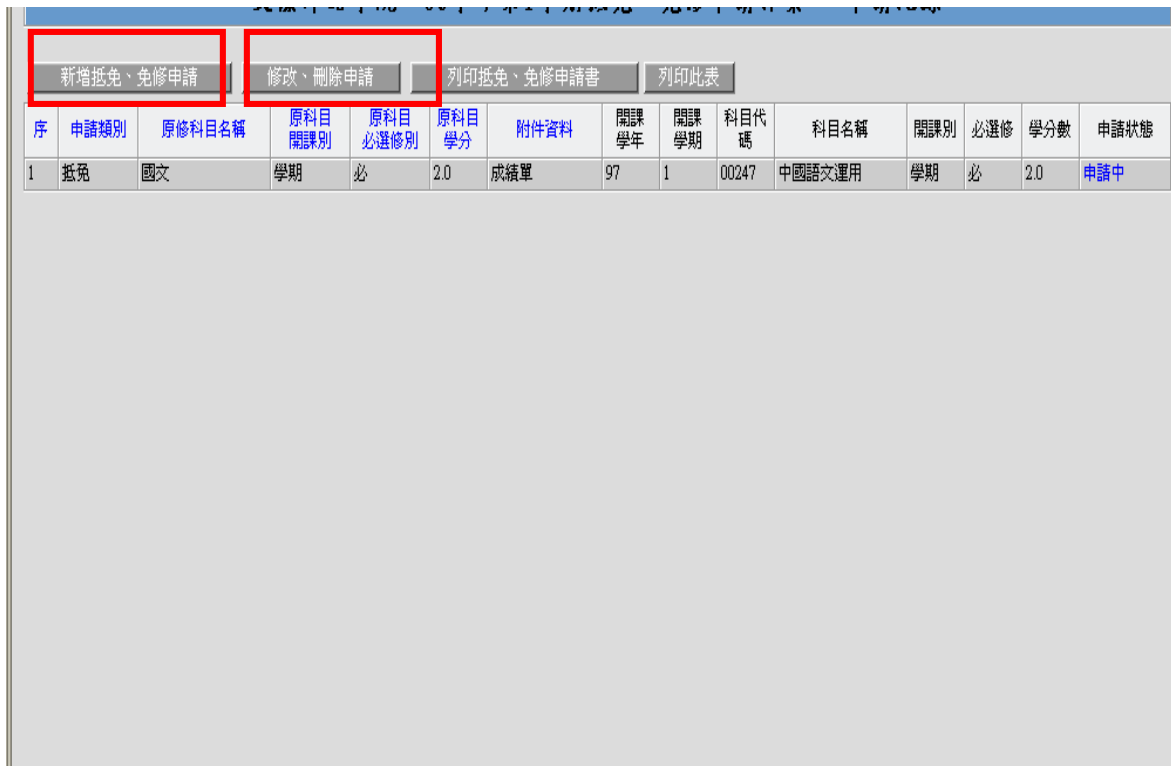 新增抵免、免修申請 修改、刪除申請 列印抵免、免修申請書 列印此表
序 申請類別 原修科目名稱 原科目開課別 原科目必選修別 原科目學分 附件資料 開課學年 開課學期 科目代碼 科目名稱 開課別 必選修 學分數 申請狀態
1 抵免 國文 學期 必 2.0 成績單 97 1 00247 中國語文運用 學期 必 2.0 申請中